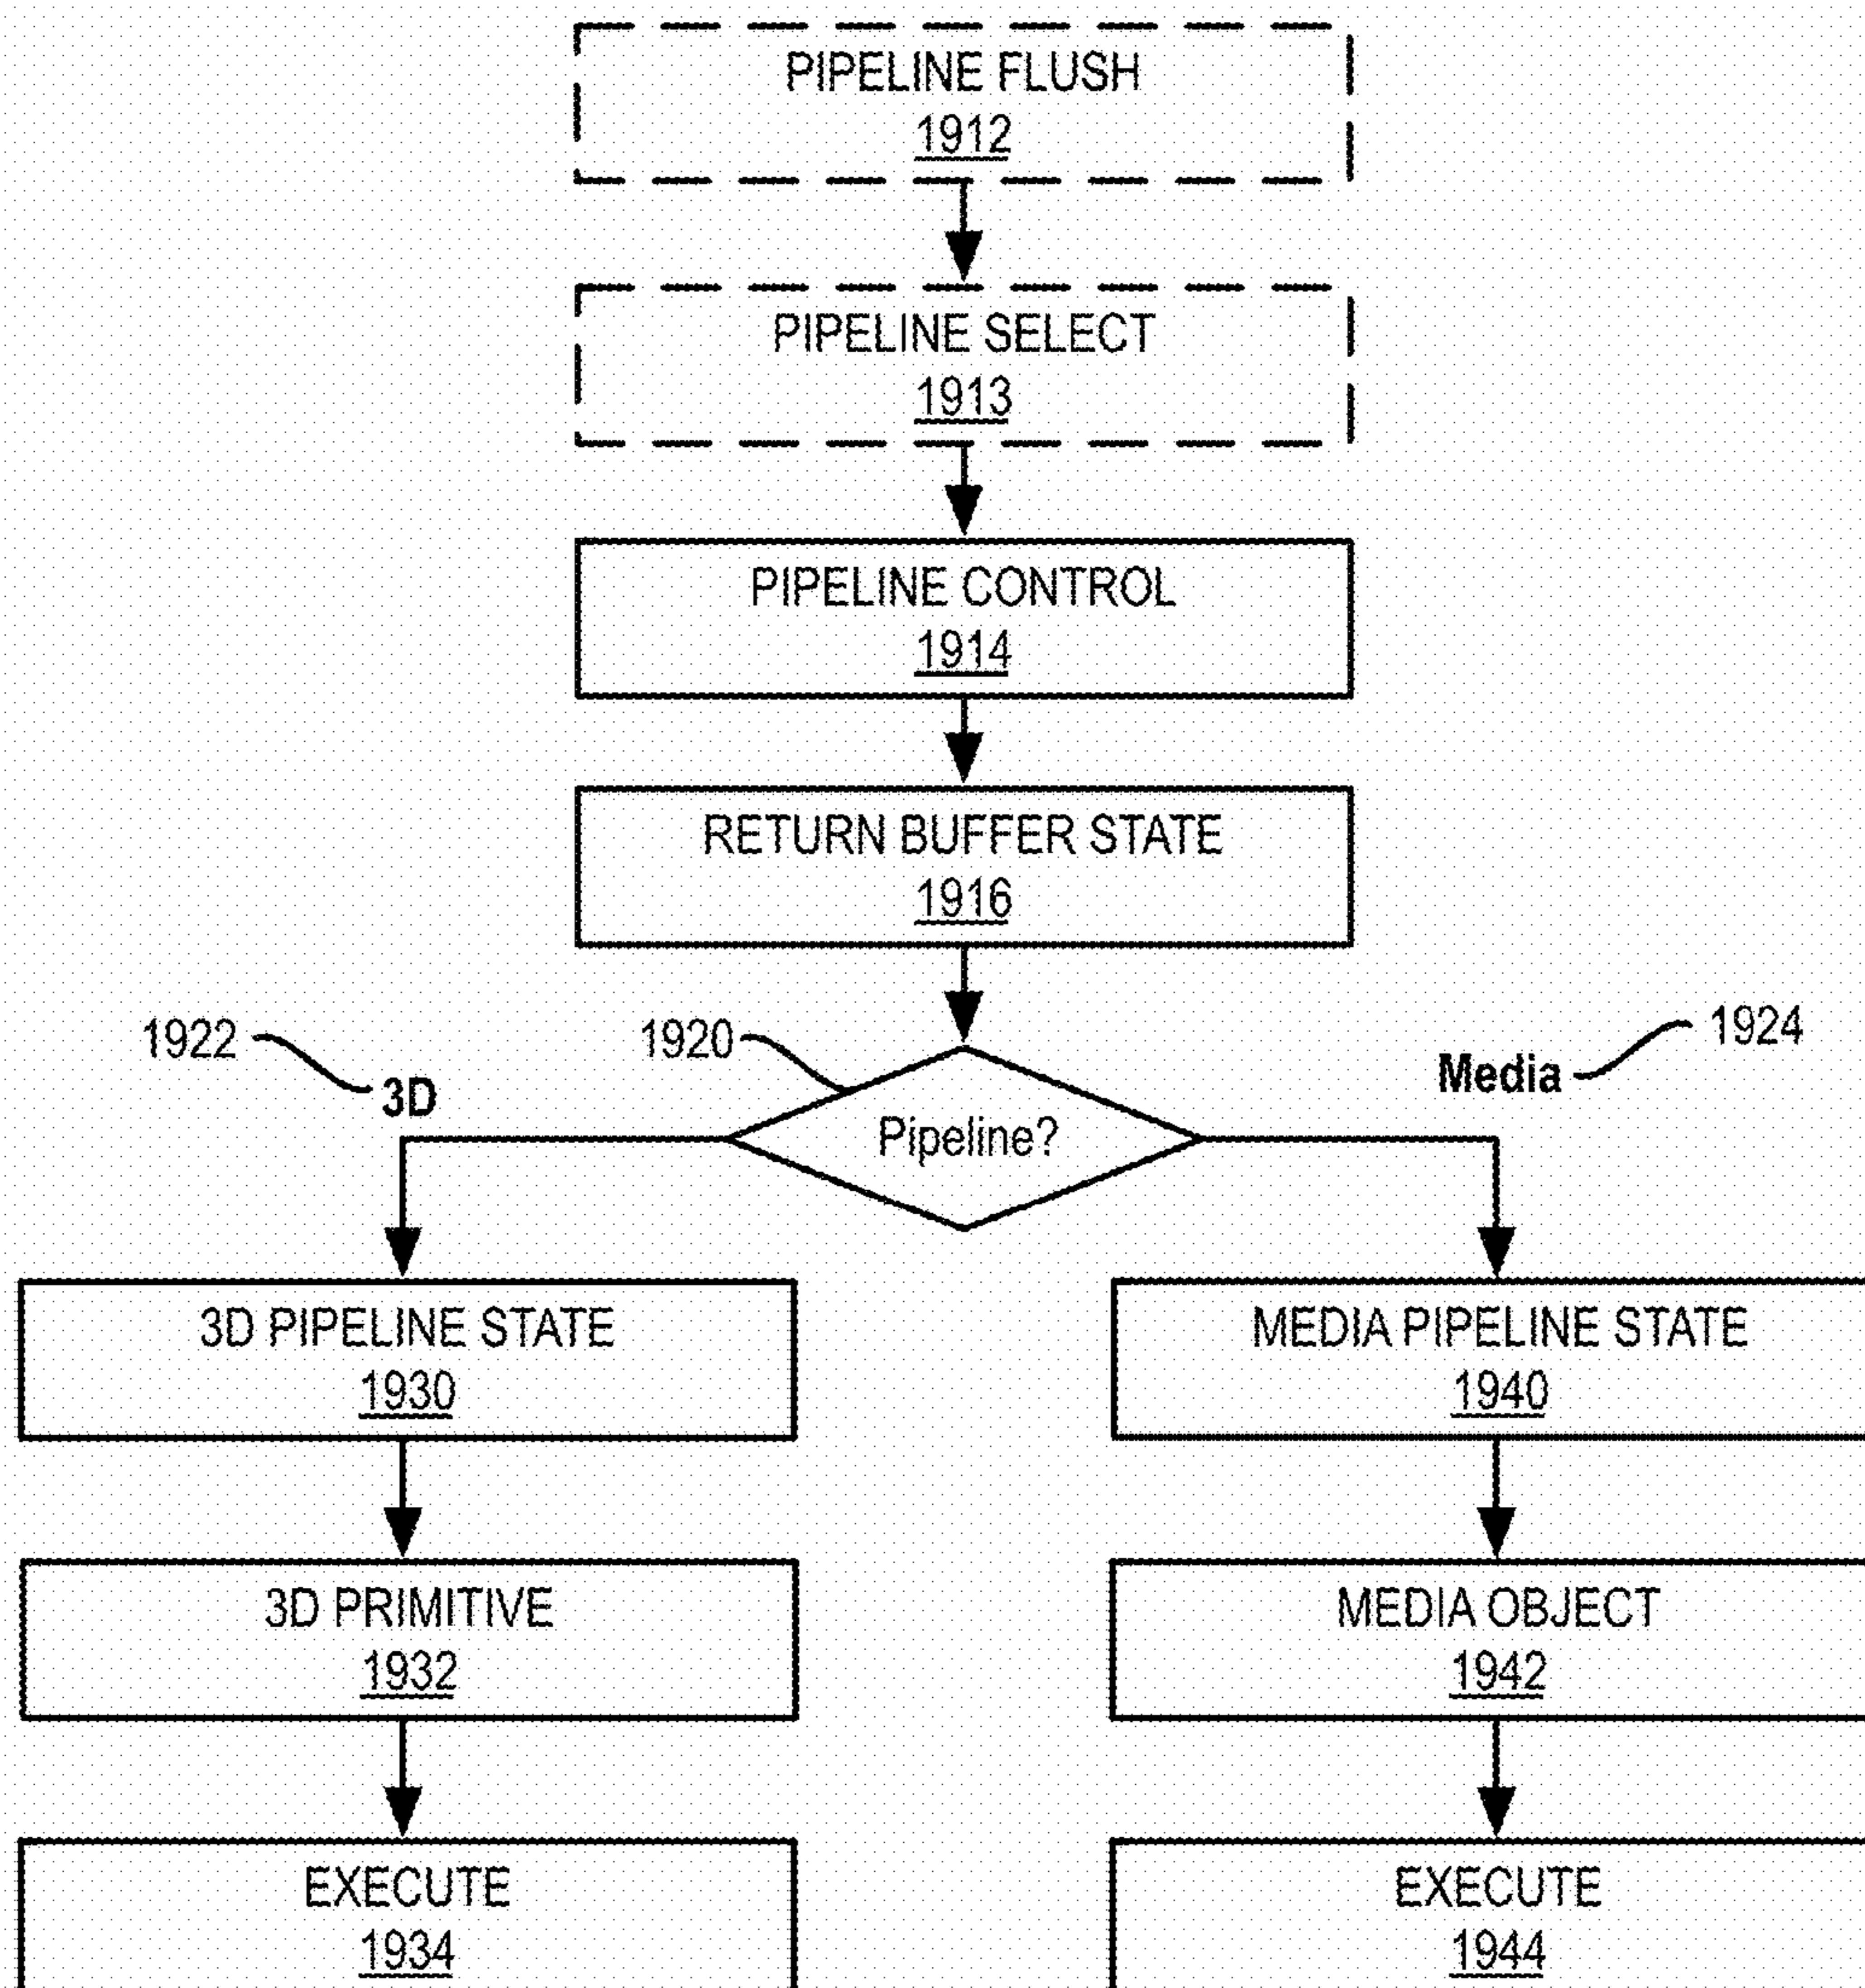 PIPELINE FLUSH
1912
PIPELINE SELECT
1913
PIPELINE CONTROL
1914
RETURN BUFFER STATE
1916
1922
3D
1920
Pipeline?
Media
1924
3D PIPELINE STATE
1930
MEDIA PIPELINE STATE
1940
3D PRIMITIVE
1932
MEDIA OBJECT
1942
EXECUTE
1934
EXECUTE
1944